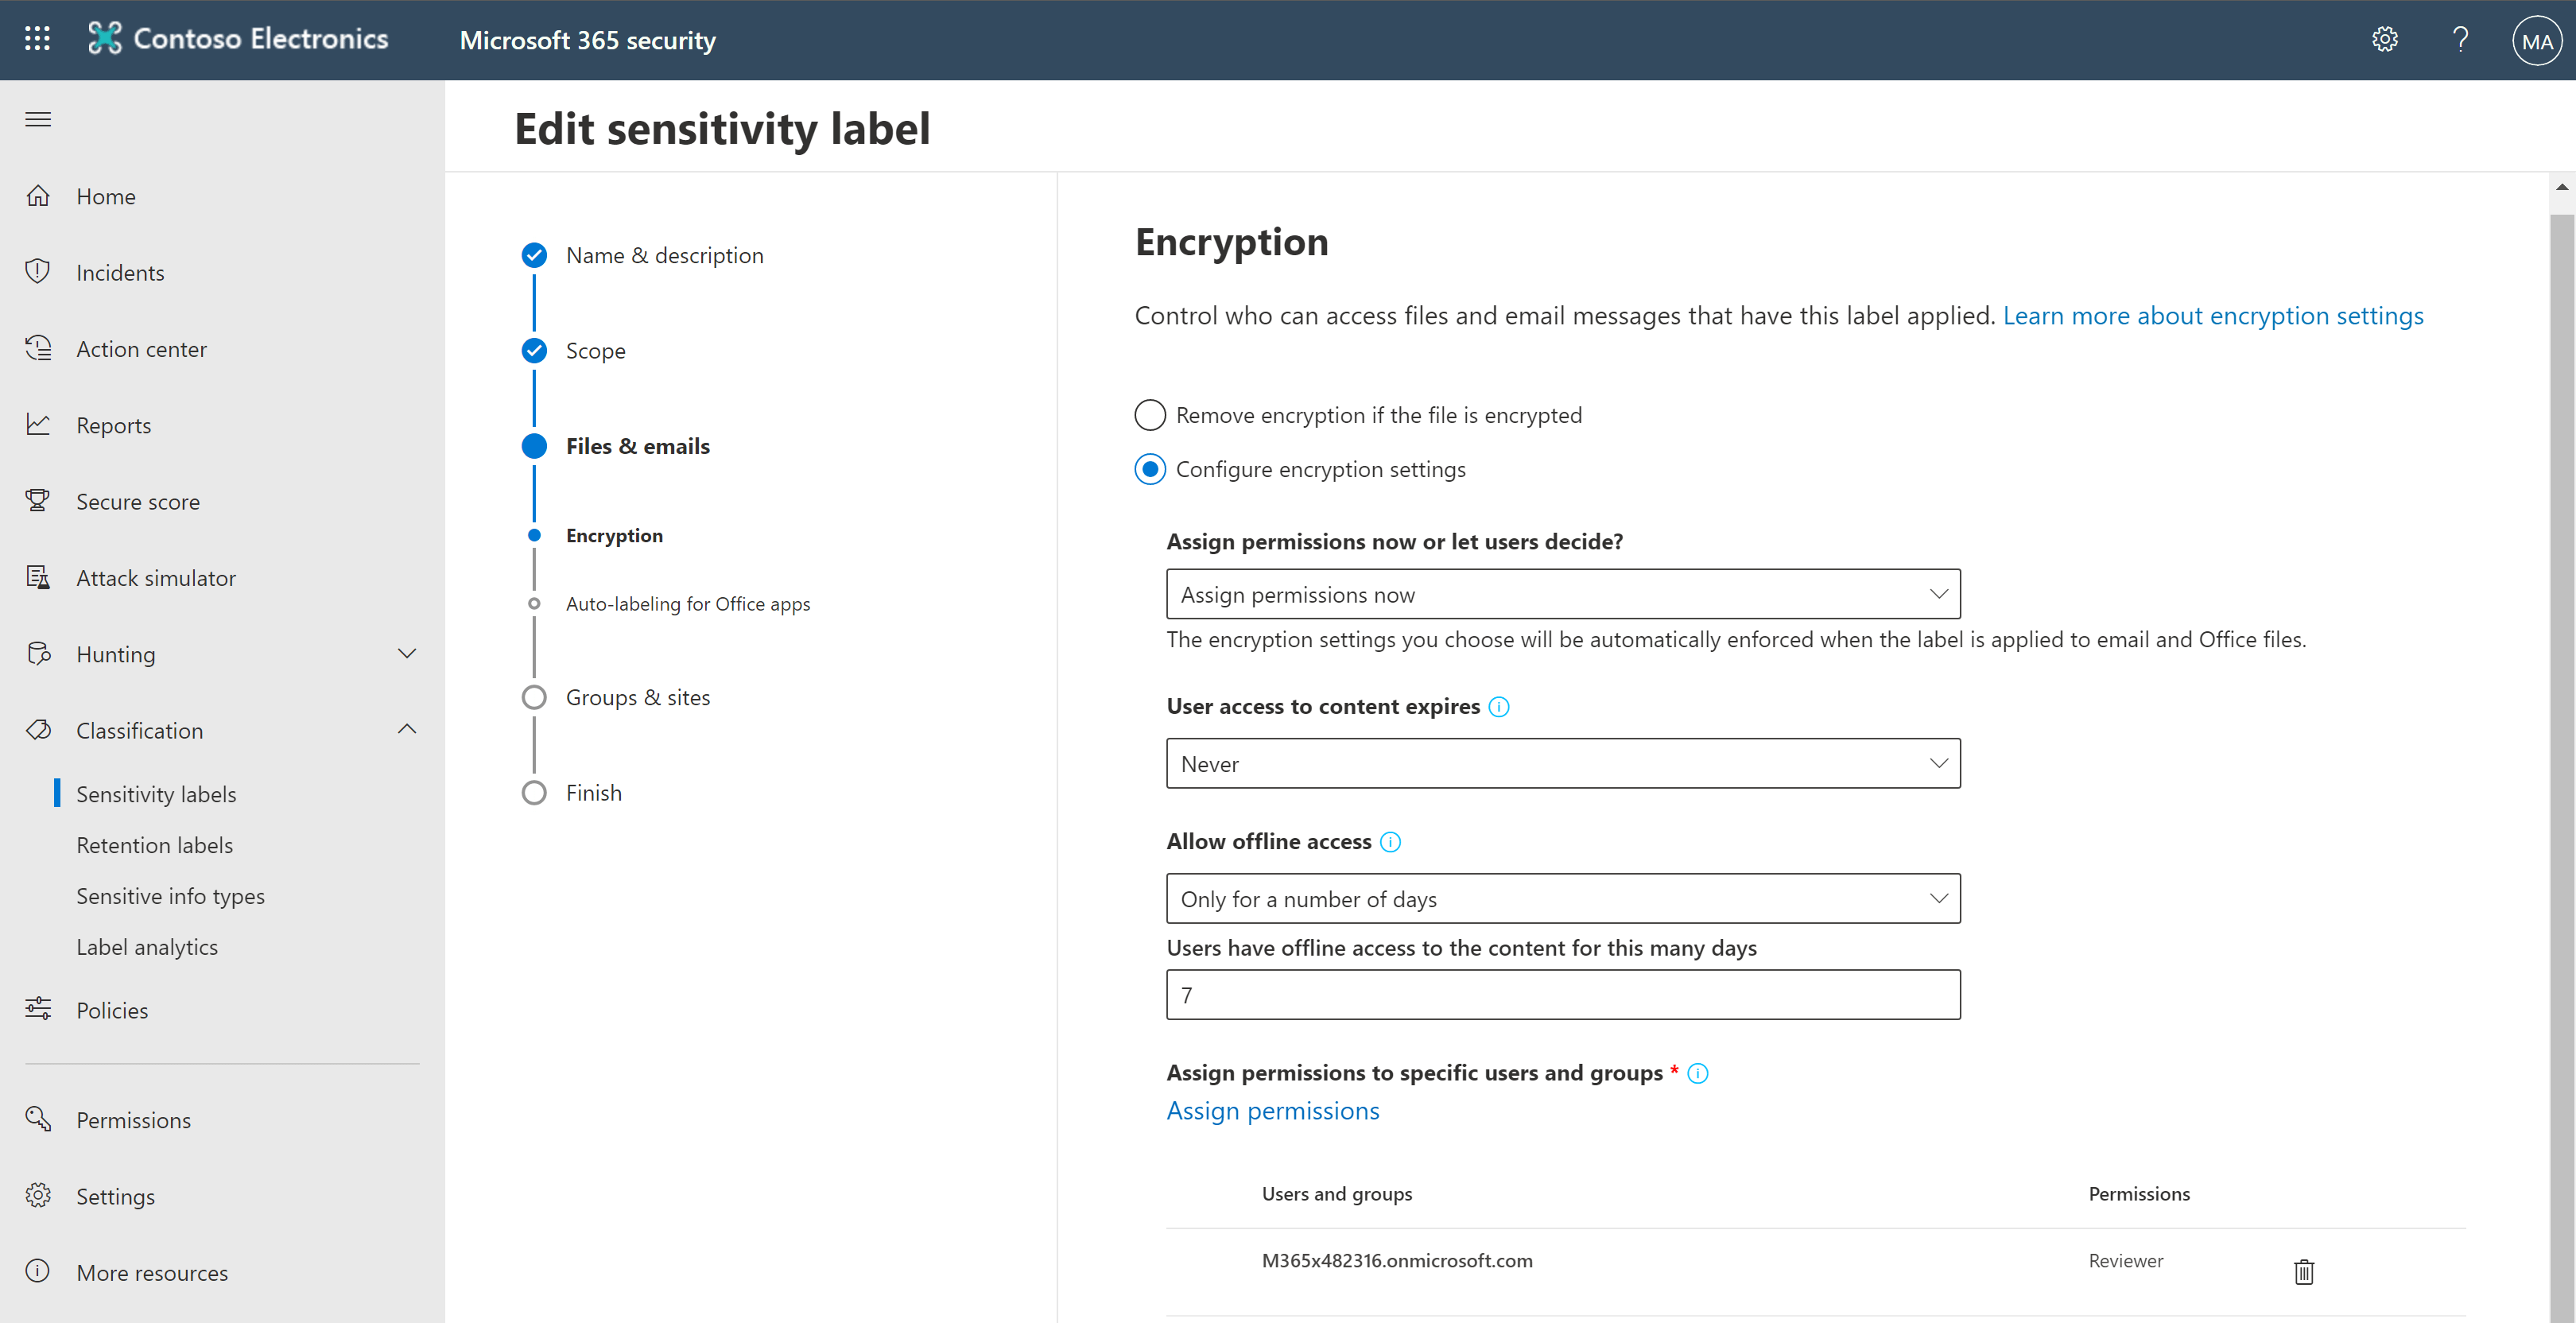 Contoso Electronics
Microsoft 365 security
MA
Home
Incidents
Action center
Reports
Secure score
Attack simulator
Hunting
Classification
Sensitivity labels
Retention labels
Sensitive info types
Label analytics
Policies
Permissions
Settings
More resources
Edit sensitivity label
Name & description
Scope
Files & emails
Encryption
Auto-labeling for Office apps
Groups & sites
Finish
Encryption
Control who can access files and email messages that have this label applied. Learn more about encryption settings
Remove encryption if the file is encrypted
Configure encryption settings
Assign permissions now or let users decide?
Assign permissions now
The encryption settings you choose will be automatically enforced when the label is applied to email and Office files.
User access to content expires
Never
Allow offline access
Only for a number of days
Users have offline access to the content for this many days
7
Assign permissions to specific users and groups *
Assign permissions
Users and groups Permissions
M365x482316.onmicrosoft.com Reviewer